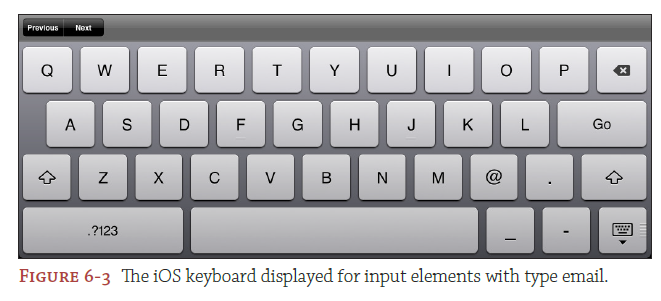 Previous Next
Q W E R T Y U I O P
A S D F G H J K L Go
Z X C V B N M @ .
.?123 _ -
FIGURE 6-3 The iOS keyboard displayed for input elements with type email.